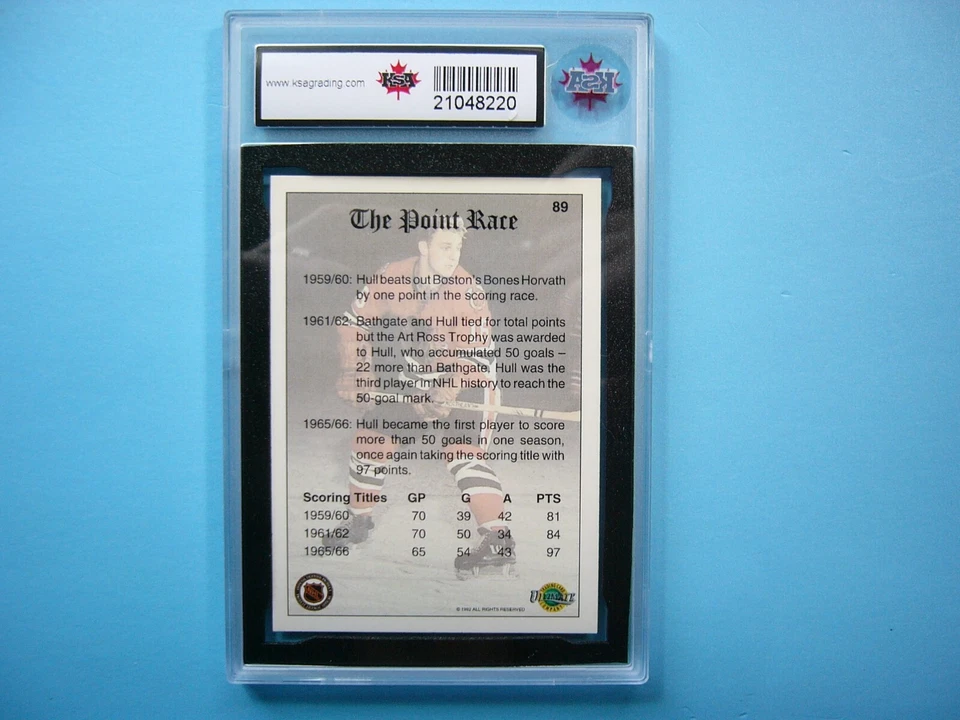 www.ksagrading.com
KSA
21048220
KSA
89
The Point Race
1959/60: Hull beats out Boston's Bones Horvath
by one point in the scoring race.
1961/62: Bathgate and Hull tied for total points
but the Art Ross Trophy was awarded
to Hull, who accumulated 50 goals –
22 more than Bathgate. Hull was the
third player in NHL history to reach the
50-goal mark.
1965/66: Hull became the first player to score
more than 50 goals in one season,
once again taking the scoring title with
97 points.
Scoring Titles GP G A PTS
1959/60 70 39 42 81
1961/62 70 50 34 84
1965/66 65 54 43 97
© 1992 ALL RIGHTS RESERVED
Ultimate